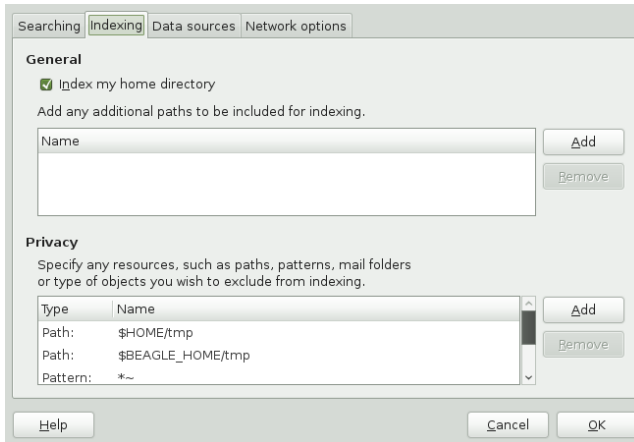 Searching Indexing Data sources Network options
General
Index my home directory
Add any additional paths to be included for indexing.
Name
Add
Remove
Privacy
Specify any resources, such as paths, patterns, mail folders
or type of objects you wish to exclude from indexing.
Type Name
Add
Path: $HOME/tmp
Remove
Path: $BEAGLE_HOME/tmp
Pattern: *~
Help Cancel OK